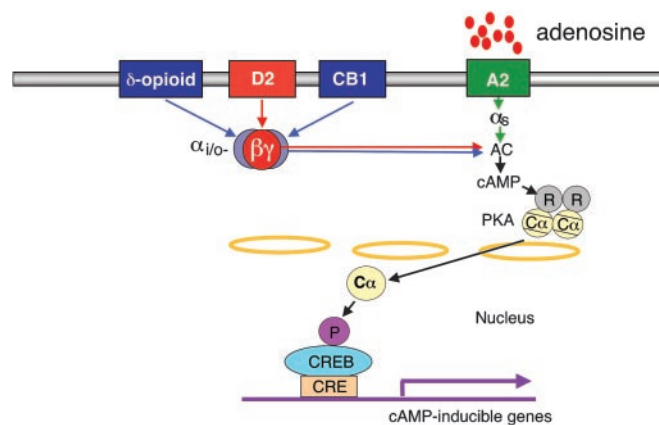 adenosine
δ-opioid D2 CB1 A2
αs
αi/o- βγ AC
cAMP
R R
PKA Cα Cα
Cα
Nucleus
P
CREB
CRE
cAMP-inducible genes